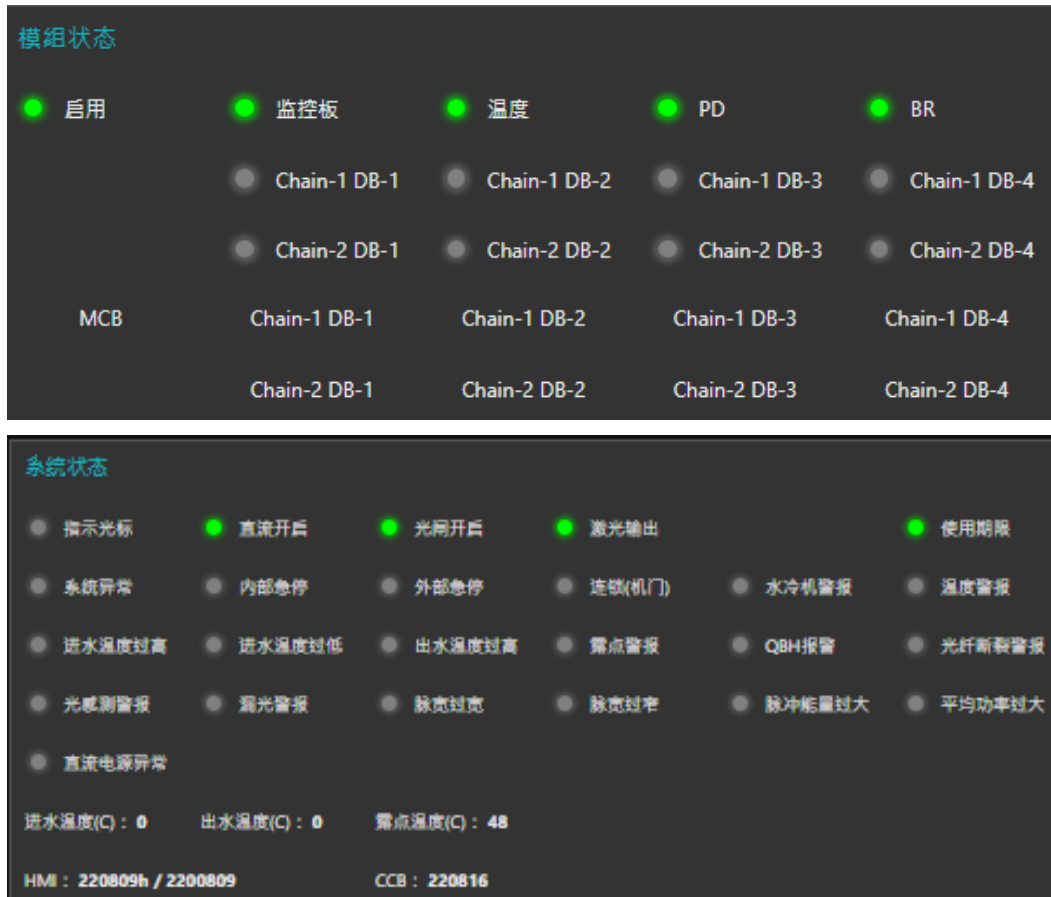 模组状态
启用 监控板 温度 PD BR
Chain-1 DB-1 Chain-1 DB-2 Chain-1 DB-3 Chain-1 DB-4
Chain-2 DB-1 Chain-2 DB-2 Chain-2 DB-3 Chain-2 DB-4
MCB Chain-1 DB-1 Chain-1 DB-2 Chain-1 DB-3 Chain-1 DB-4
Chain-2 DB-1 Chain-2 DB-2 Chain-2 DB-3 Chain-2 DB-4
系统状态
指示光标 直流开启 光闸开启 激光输出 使用期限
系统异常 内部急停 外部急停 连锁(机门) 水冷机警报 温度警报
进水温度过高 进水温度过低 出水温度过高 露点警报 QBH报警 光纤断裂警报
光感测警报 漏光警报 脉宽过宽 脉宽过窄 脉冲能量过大 平均功率过大
直流电源异常
进水温度(C)：0 出水温度(C)：0 露点温度(C)：48
HMI：220809h / 2200809 CCB：220816